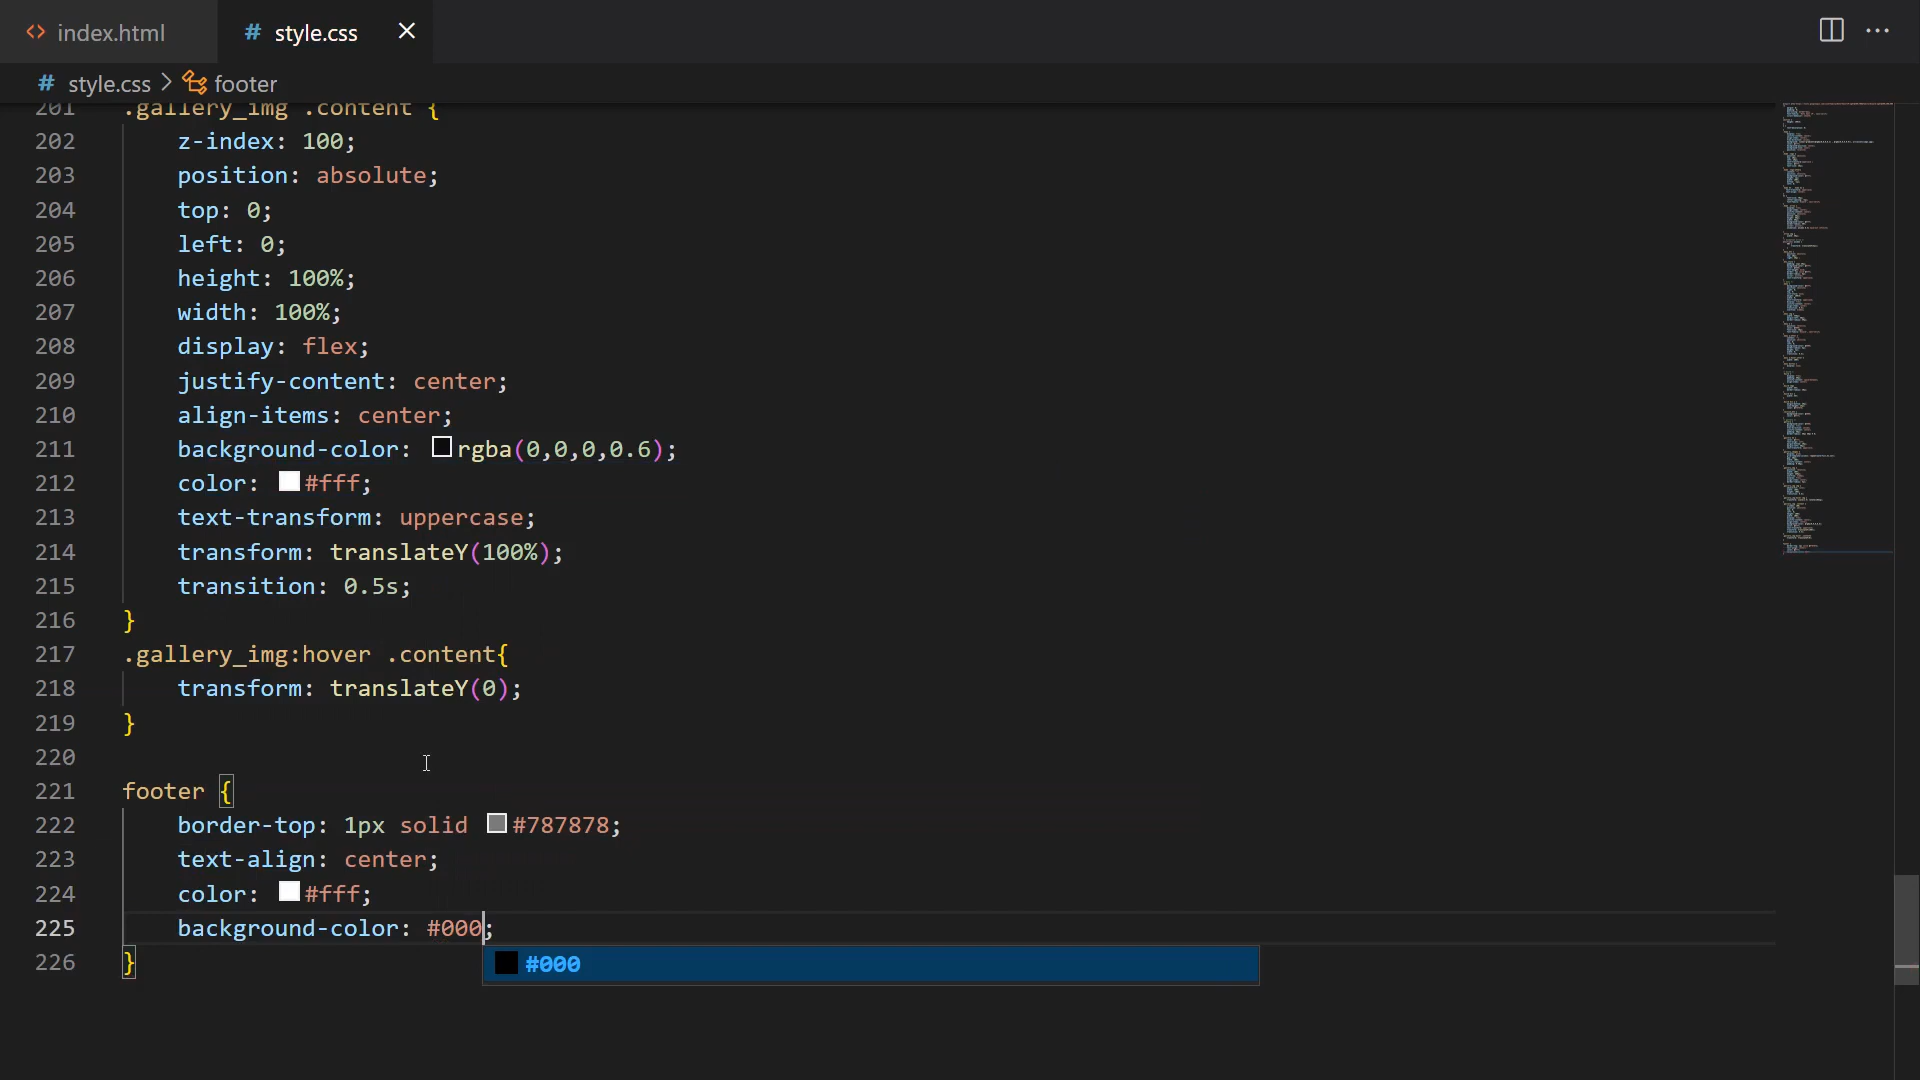 <> index.html # style.css ×
# style.css > footer
201 .gallery_img .content {
202 z-index: 100;
203 position: absolute;
204 top: 0;
205 left: 0;
206 height: 100%;
207 width: 100%;
208 display: flex;
209 justify-content: center;
210 align-items: center;
211 background-color: rgba(0,0,0,0.6);
212 color: #fff;
213 text-transform: uppercase;
214 transform: translateY(100%);
215 transition: 0.5s;
216 }
217 .gallery_img:hover .content{
218 transform: translateY(0);
219 }
220
221 footer {
222 border-top: 1px solid #787878;
223 text-align: center;
224 color: #fff;
225 background-color: #000;
226 }
#000